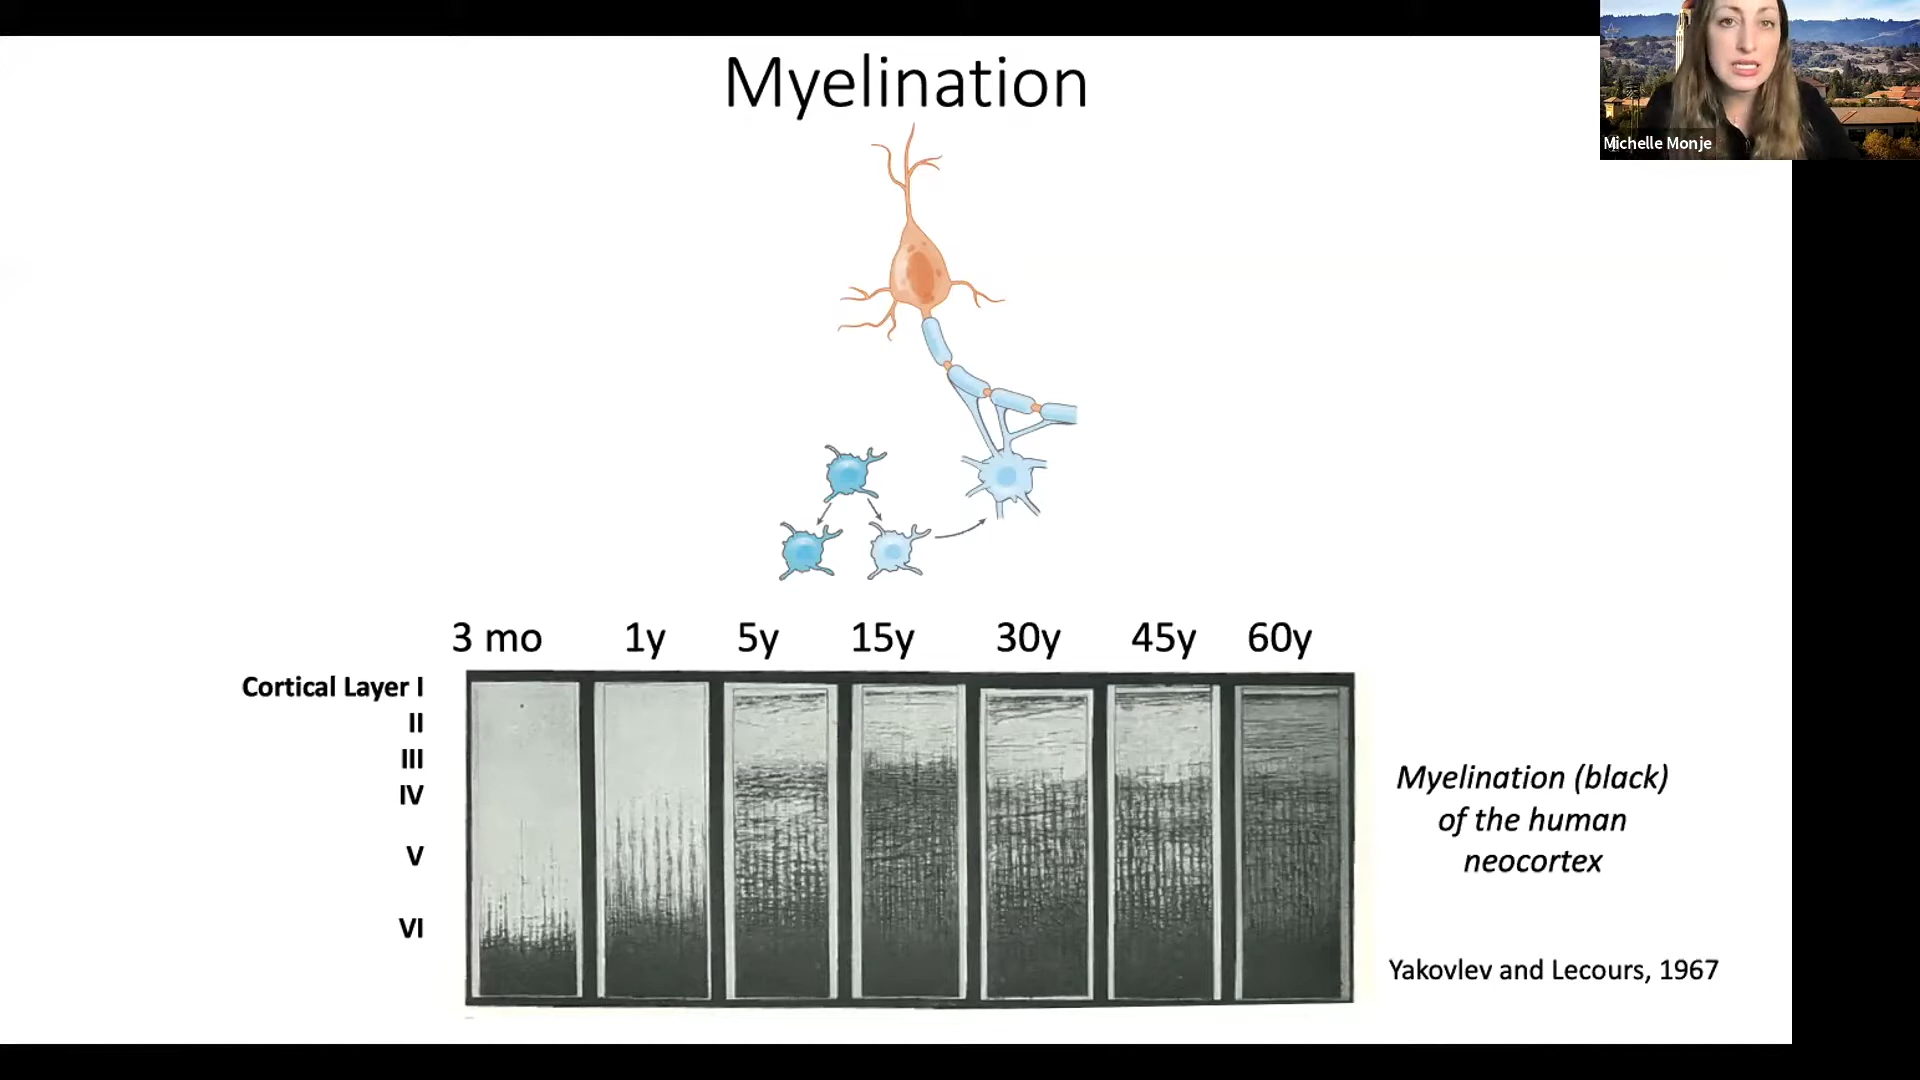 Myelination
Michelle Monje
3 mo 1y 5y 15y 30y 45y 60y
Cortical Layer I
II
III
IV
V
VI
Myelination (black)
of the human
neocortex
Yakovlev and Lecours, 1967